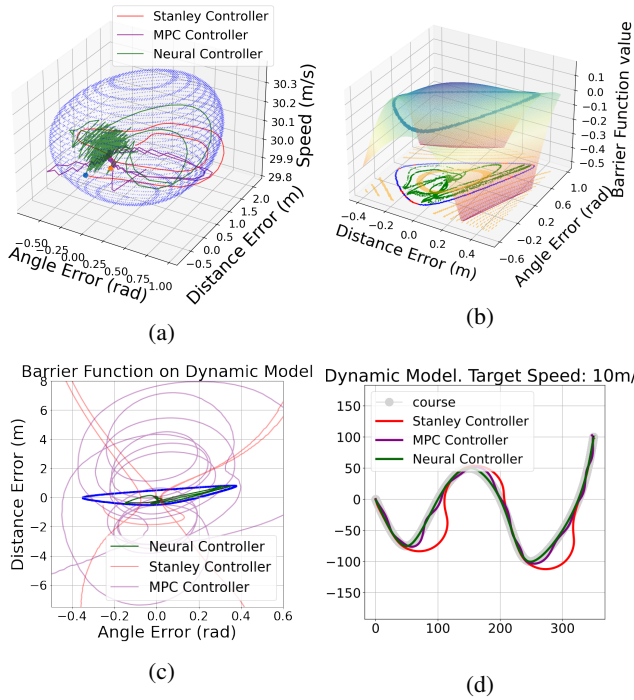 Stanley Controller
MPC Controller
Neural Controller
30.3
30.2
30.1
30.0
29.9
29.8
Speed (m/s)
2.0
1.5
1.0
0.5
0.0
−0.5
Distance Error (m)
−0.50
−0.25
0.00
0.25
0.50
0.75
1.00
Angle Error (rad)
(a)
Barrier Function value
0.1
0.0
−0.1
−0.2
−0.3
−0.4
−0.5
1.0
0.8
0.6
0.4
0.2
0.0
−0.2
−0.4
−0.6
Angle Error (rad)
−0.4
−0.2
0.0
0.2
0.4
Distance Error (m)
(b)
Barrier Function on Dynamic Model
8
6
4
2
0
−2
−4
−6
Distance Error (m)
Neural Controller
Stanley Controller
MPC Controller
−0.4 −0.2 0.0 0.2 0.4 0.6
Angle Error (rad)
(c)
Dynamic Model. Target Speed: 10m/
course
Stanley Controller
MPC Controller
Neural Controller
150
100
50
0
−50
−100
−150
0 100 200 300
(d)